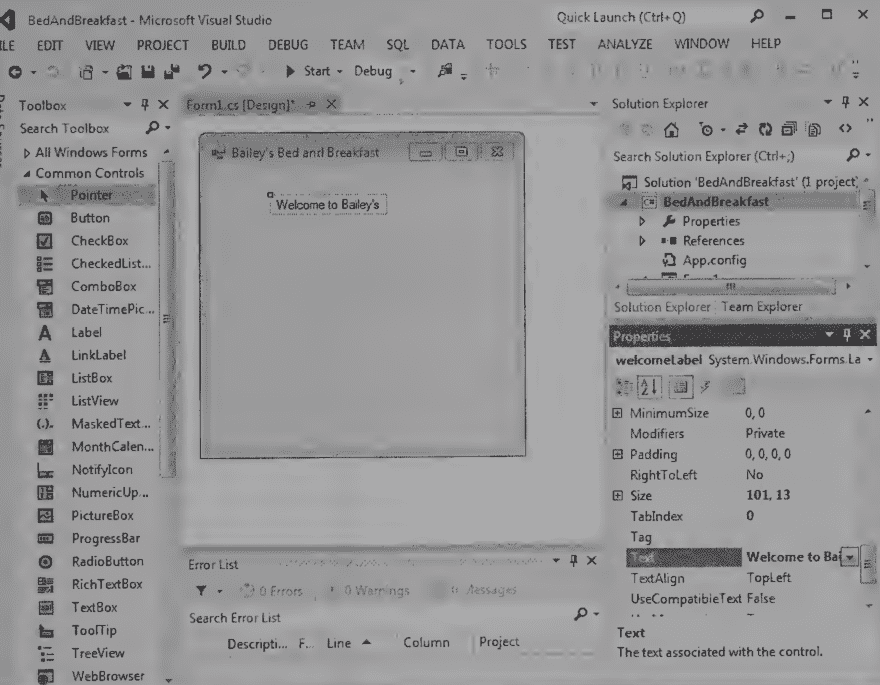 BedAndBreakfast - Microsoft Visual Studio
Quick Launch (Ctrl+Q)
ILE EDIT VIEW PROJECT BUILD DEBUG TEAM SQL DATA TOOLS TEST ANALYZE WINDOW HELP
Start Debug
Toolbox
Search Toolbox
All Windows Forms
Common Controls
Pointer
Button
CheckBox
CheckedList...
ComboBox
DateTimePic...
Label
LinkLabel
ListBox
ListView
MaskedText...
MonthCalen...
NotifyIcon
NumericUp...
PictureBox
ProgressBar
RadioButton
RichTextBox
TextBox
ToolTip
TreeView
WebBrowser
Form1.cs [Design]*
Bailey's Bed and Breakfast
Welcome to Bailey's
Error List
0 Errors 0 Warnings Messages
Search Error List
Descripti... F... Line Column Project
Solution Explorer
Search Solution Explorer (Ctrl+;)
Solution 'BedAndBreakfast' (1 project)
BedAndBreakfast
Properties
References
App.config
Solution Explorer Team Explorer
Properties
welcomeLabel System.Windows.Forms.La
MinimumSize 0, 0
Modifiers Private
Padding 0, 0, 0, 0
RightToLeft No
Size 101, 13
TabIndex 0
Tag
Text Welcome to Bai
TextAlign TopLeft
UseCompatibleText False
Text
The text associated with the control.